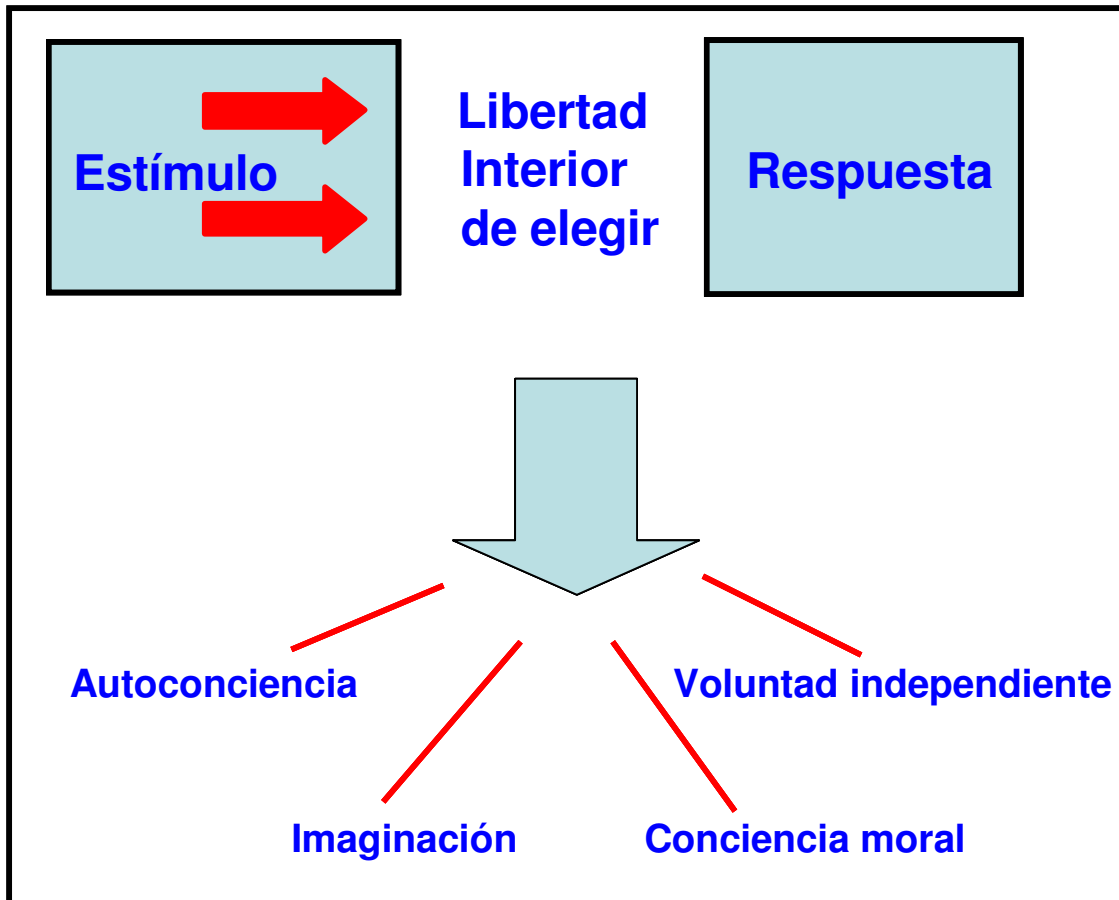 Estímulo
Libertad
Interior
de elegir
Respuesta
Autoconciencia
Voluntad independiente
Imaginación
Conciencia moral